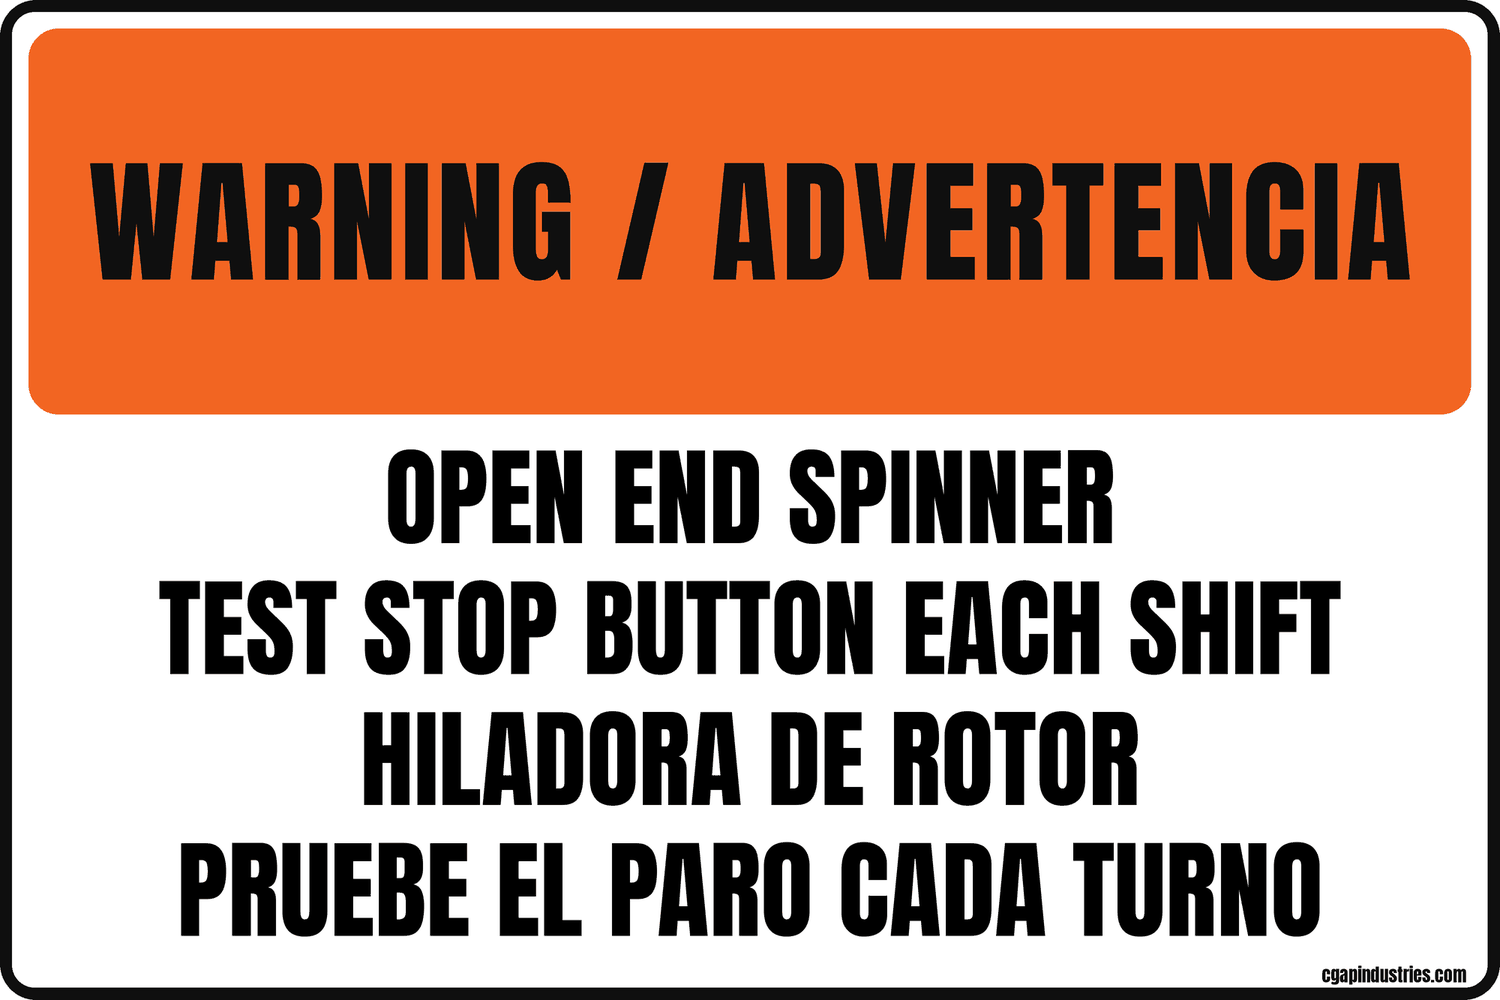 WARNING / ADVERTENCIA
OPEN END SPINNER
TEST STOP BUTTON EACH SHIFT
HILADORA DE ROTOR
PRUEBE EL PARO CADA TURNO
cgapindustries.com